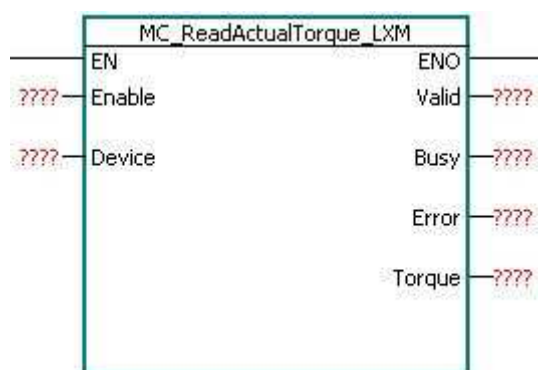 MC_ReadActualTorque_LXM
EN ENO
???? Enable Valid ????
???? Device Busy ????
Error ????
Torque ????